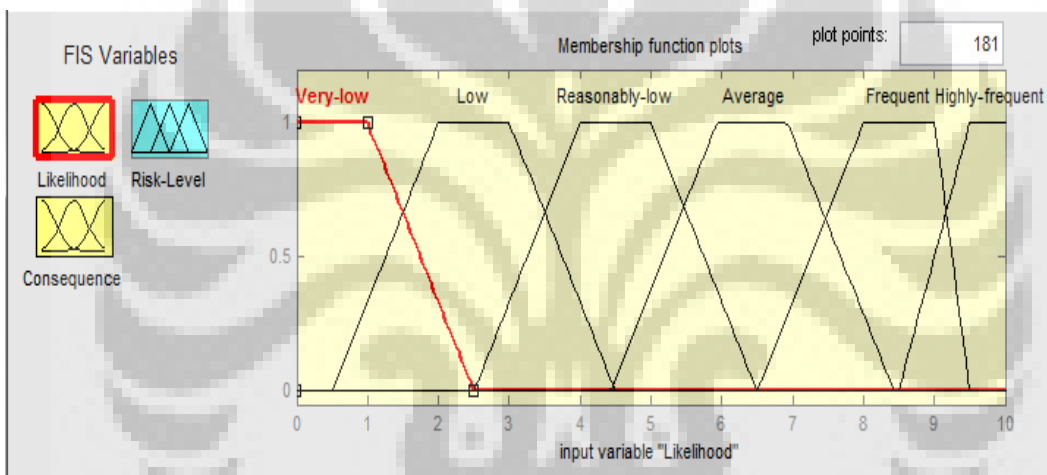 FIS Variables
Membership function plots
plot points:
181
Very-low
Low
Reasonably-low
Average
Frequent
Highly-frequent
Likelihood
Risk-Level
Consequence
1
0.5
0
0 1 2 3 4 5 6 7 8 9 10
input variable "Likelihood"